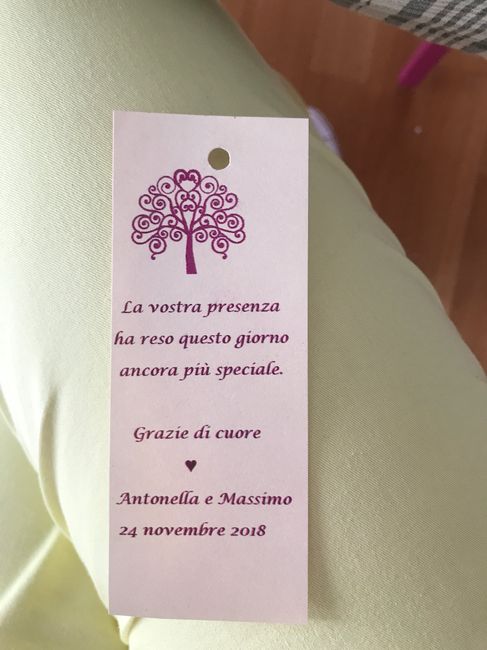 La vostra presenza
ha reso questo giorno
ancora più speciale.
Grazie di cuore
♥
Antonella e Massimo
24 novembre 2018